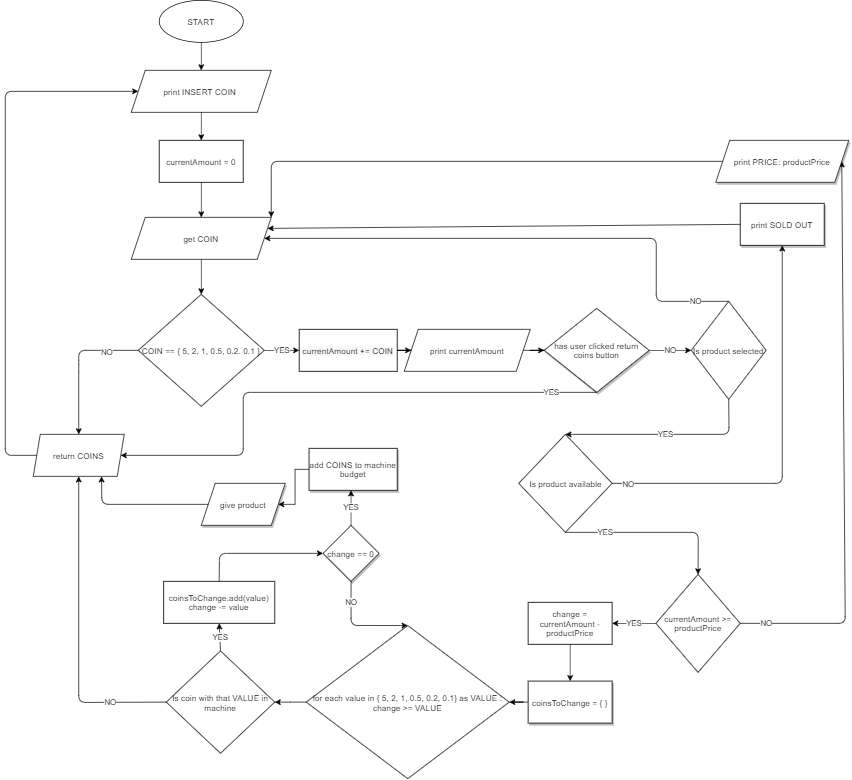 START
print INSERT COIN
currentAmount = 0
print PRICE: productPrice
print SOLD OUT
get COIN
NO
COIN == { 5, 2, 1, 0.5, 0.2. 0.1 }
YES
currentAmount += COIN
print currentAmount
has user clicked return
coins button
NO
Is product selected
NO
YES
YES
return COINS
add COINS to machine
budget
give product
YES
Is product available
NO
YES
change == 0
NO
coinsToChange.add(value)
change -= value
YES
change =
currentAmount -
productPrice
YES
currentAmount >=
productPrice
NO
NO
Is coin with that VALUE in
machine
for each value in { 5, 2, 1, 0.5, 0.2, 0.1} as VALUE :
change >= VALUE
coinsToChange = { }